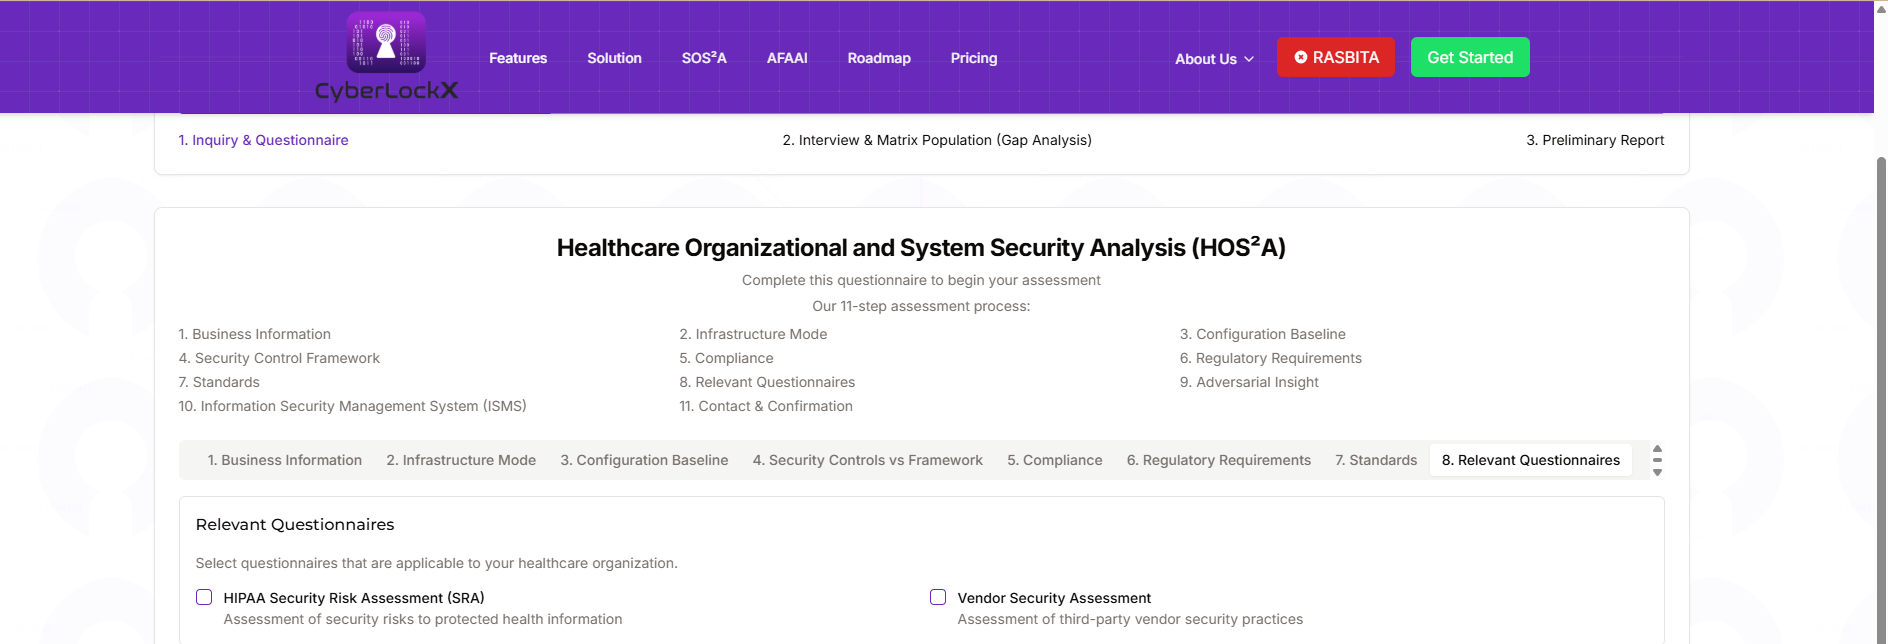 CyberLockX
Features
Solution
SOS²A
AFAAI
Roadmap
Pricing
About Us
RASBITA
Get Started
1. Inquiry & Questionnaire
2. Interview & Matrix Population (Gap Analysis)
3. Preliminary Report
Healthcare Organizational and System Security Analysis (HOS²A)
Complete this questionnaire to begin your assessment
Our 11-step assessment process:
1. Business Information
2. Infrastructure Mode
3. Configuration Baseline
4. Security Control Framework
5. Compliance
6. Regulatory Requirements
7. Standards
8. Relevant Questionnaires
9. Adversarial Insight
10. Information Security Management System (ISMS)
11. Contact & Confirmation
1. Business Information
2. Infrastructure Mode
3. Configuration Baseline
4. Security Controls vs Framework
5. Compliance
6. Regulatory Requirements
7. Standards
8. Relevant Questionnaires
Relevant Questionnaires
Select questionnaires that are applicable to your healthcare organization.
HIPAA Security Risk Assessment (SRA)
Assessment of security risks to protected health information
Vendor Security Assessment
Assessment of third-party vendor security practices